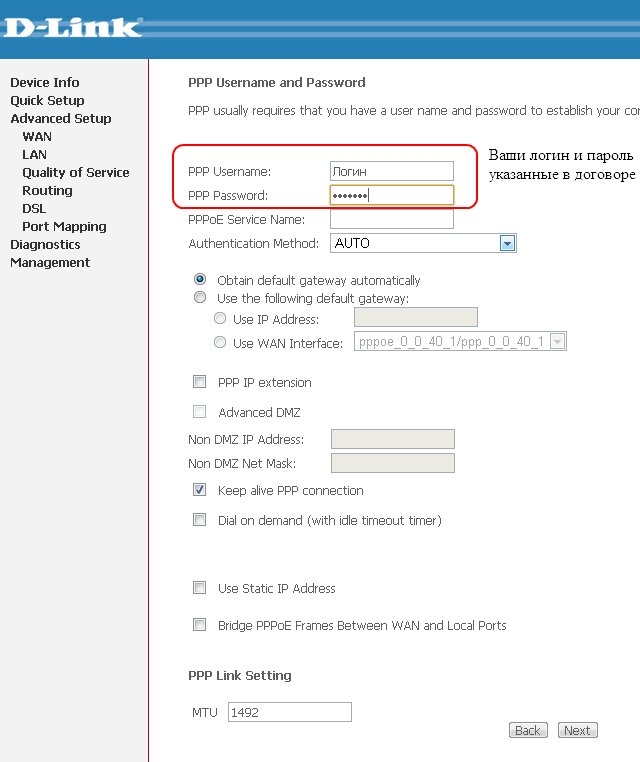 D-Link
Device Info
Quick Setup
Advanced Setup
WAN
LAN
Quality of Service
Routing
DSL
Port Mapping
Diagnostics
Management
PPP Username and Password
PPP usually requires that you have a user name and password to establish your
PPP Username: Логин
PPP Password: •••••••
Ваши логин и пароль
указанные в договоре
PPPoE Service Name:
Authentication Method: AUTO
Obtain default gateway automatically
Use the following default gateway:
Use IP Address:
Use WAN Interface: pppoe_0_0_40_1/ppp_0_0_40_1
PPP IP extension
Advanced DMZ
Non DMZ IP Address:
Non DMZ Net Mask:
Keep alive PPP connection
Dial on demand (with idle timeout timer)
Use Static IP Address
Bridge PPPoE Frames Between WAN and Local Ports
PPP Link Setting
MTU 1492
Back Next